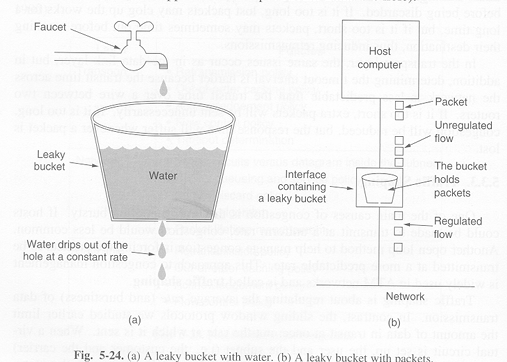 Faucet
Leaky
bucket
Water
Water drips out of the
hole at a constant rate
(a)
Host
computer
Packet
Unregulated
flow
Interface
containing
a leaky bucket
The bucket
holds
packets
Regulated
flow
Network
(b)
Fig. 5-24. (a) A leaky bucket with water. (b) A leaky bucket with packets.